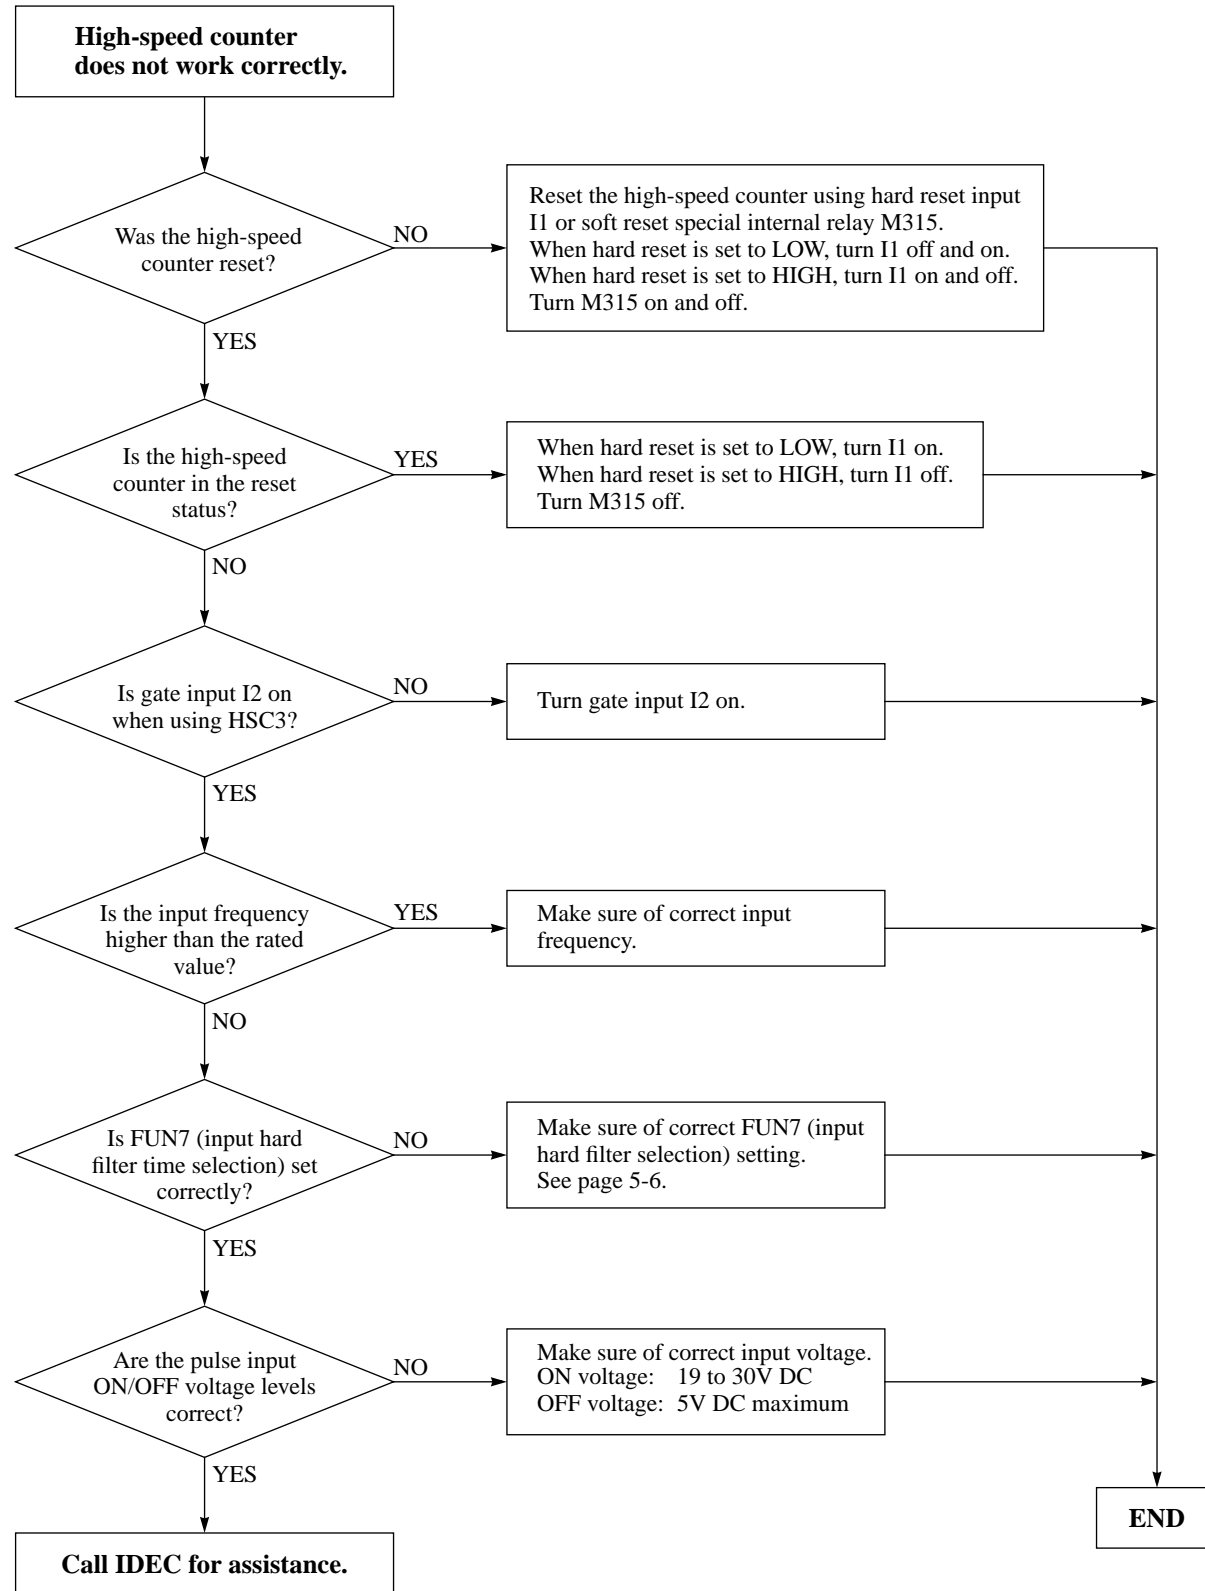 High-speed counter
does not work correctly.
Was the high-speed
counter reset?
NO
Reset the high-speed counter using hard reset input
I1 or soft reset special internal relay M315.
When hard reset is set to LOW, turn I1 off and on.
When hard reset is set to HIGH, turn I1 on and off.
Turn M315 on and off.
YES
Is the high-speed
counter in the reset
status?
YES
When hard reset is set to LOW, turn I1 on.
When hard reset is set to HIGH, turn I1 off.
Turn M315 off.
NO
Is gate input I2 on
when using HSC3?
NO
Turn gate input I2 on.
YES
Is the input frequency
higher than the rated
value?
YES
Make sure of correct input
frequency.
NO
Is FUN7 (input hard
filter time selection) set
correctly?
NO
Make sure of correct FUN7 (input
hard filter selection) setting.
See page 5-6.
YES
Are the pulse input
ON/OFF voltage levels
correct?
NO
Make sure of correct input voltage.
ON voltage: 19 to 30V DC
OFF voltage: 5V DC maximum
YES
END
Call IDEC for assistance.